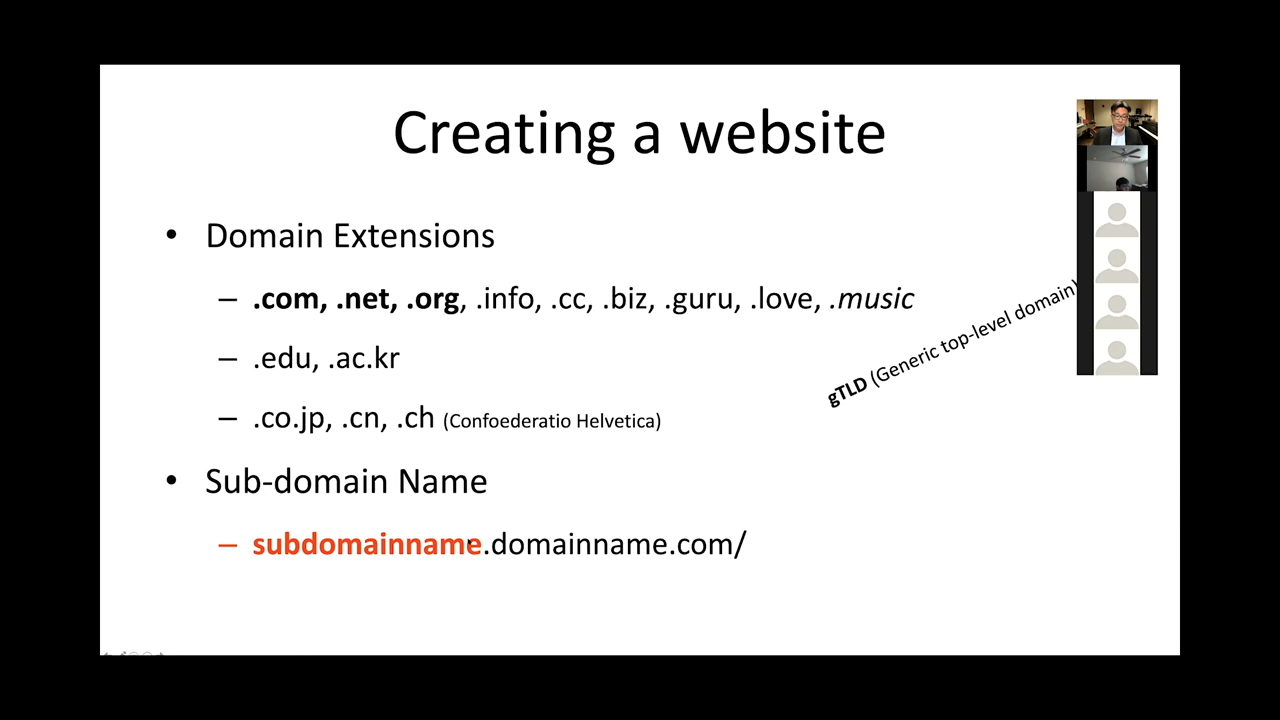 Creating a website
• Domain Extensions
– .com, .net, .org, .info, .cc, .biz, .guru, .love, .music
gTLD (Generic top-level domain)
– .edu, .ac.kr
– .co.jp, .cn, .ch (Confoederatio Helvetica)
• Sub-domain Name
– subdomainname.domainname.com/